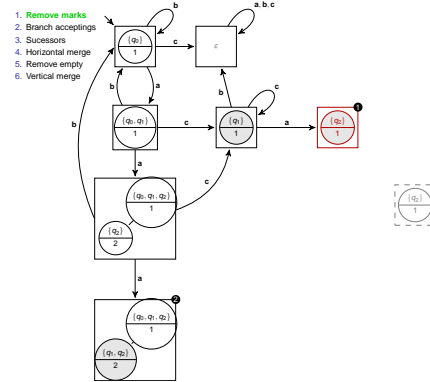 1. Remove marks
2. Branch acceptings
3. Sucessors
4. Horizontal merge
5. Remove empty
6. Vertical merge
b
a, b, c
{q₀}
1
c
ε
b
a
b
b
{q₀, q₁}
1
c
{q₁}
1
c
a
{q₂}
1
1
a
c
{q₀, q₁, q₂}
1
{q₂}
2
{q₂}
1
a
2
{q₀, q₁, q₂}
1
{q₁, q₂}
2